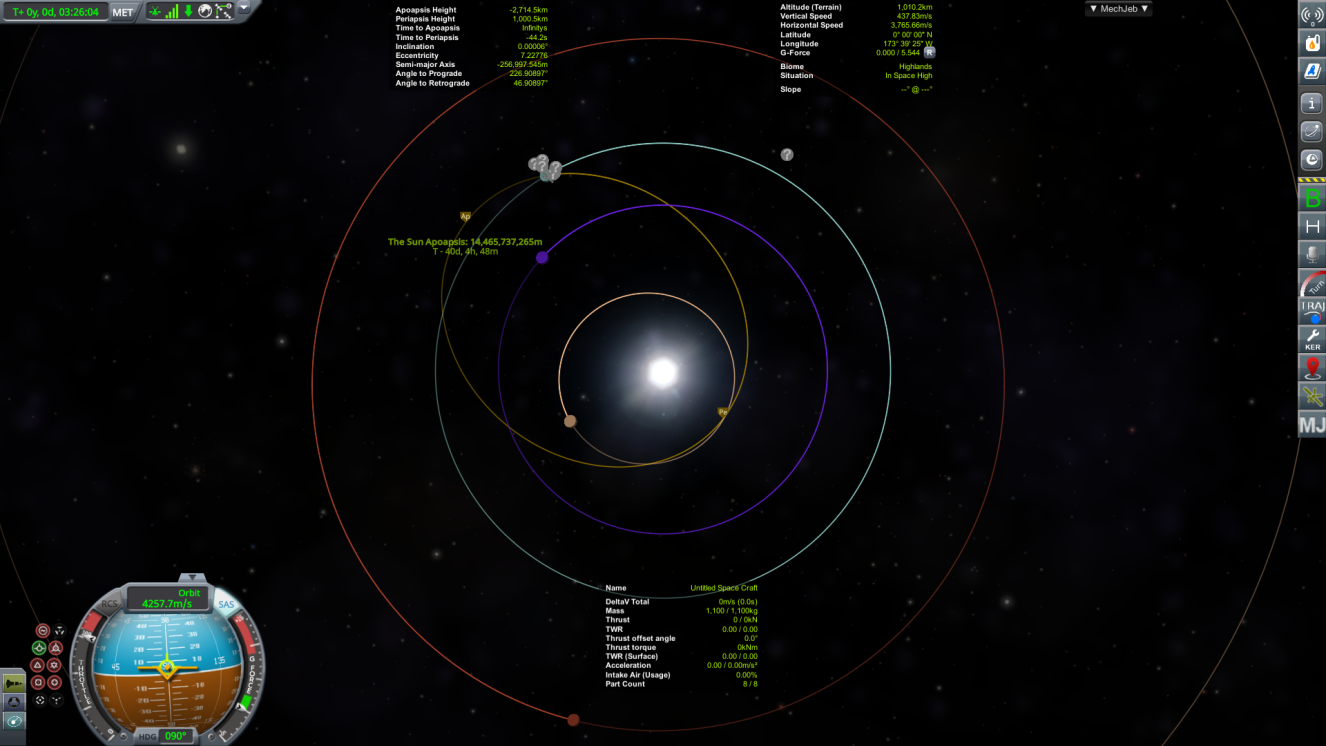 T+ 0y, 0d, 03:26:04 MET
Apoapsis Height -2,714.5km
Periapsis Height 1,000.5km
Time to Apoapsis Infinitys
Time to Periapsis -44.2s
Inclination 0.00006°
Eccentricity 7.22776
Semi-major Axis -256,997.545m
Angle to Prograde 226.90897°
Angle to Retrograde 46.90897°
Altitude (Terrain) 1,010.2km
Vertical Speed 437.83m/s
Horizontal Speed 3,765.66m/s
Latitude 0° 00' 00" N
Longitude 173° 39' 25" W
G-Force 0.000 / 5.544 R
Biome Highlands
Situation In Space High
Slope --° @ ---°
▼ MechJeb ▼
0
A
i
B
H
Turn
TRAJ
KER
MJ
?
? ? ? ?
Ap
The Sun Apoapsis: 14,465,737,265m
T - 40d, 4h, 48m
Pe
Name Untitled Space Craft
DeltaV Total 0m/s (0.0s)
Mass 1,100 / 1,100kg
Thrust 0 / 0kN
TWR 0.00 / 0.00
Thrust offset angle 0.0°
Thrust torque 0kNm
TWR (Surface) 0.00 / 0.00
Acceleration 0.00 / 0.00m/s²
Intake Air (Usage) 0.00%
Part Count 8 / 8
Orbit
4257.7m/s
RCS
SAS
THROTTLE
G FORCE
45
135
HDG 090°